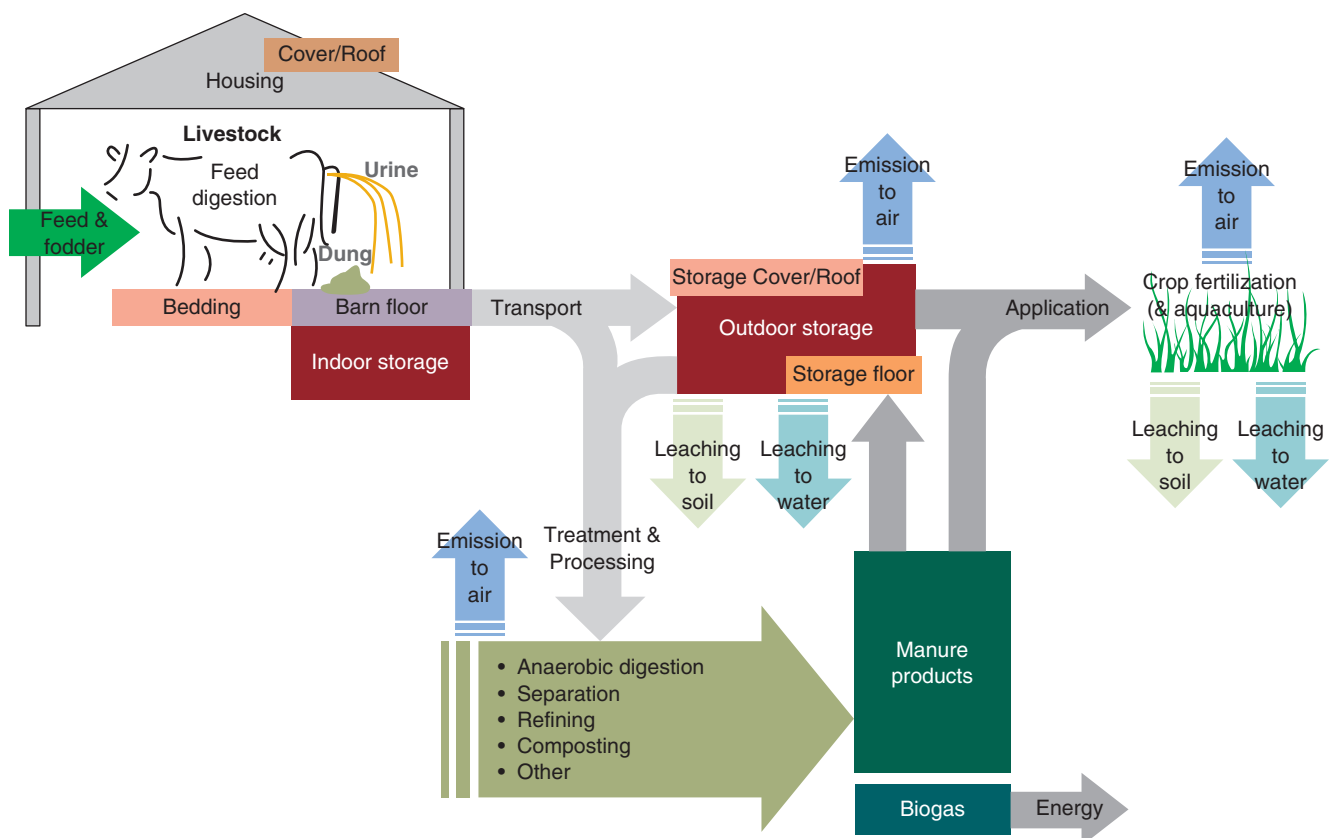 Cover/Roof
Housing
Livestock
Feed
digestion
Urine
Feed &
fodder
Dung
Bedding
Barn floor
Indoor storage
Transport
Emission
to
air
Storage Cover/Roof
Outdoor storage
Storage floor
Application
Emission
to
air
Crop fertilization
(& aquaculture)
Leaching
to
soil
Leaching
to
water
Leaching
to
soil
Leaching
to
water
Emission
to
air
Treatment &
Processing
• Anaerobic digestion
• Separation
• Refining
• Composting
• Other
Manure
products
Biogas
Energy